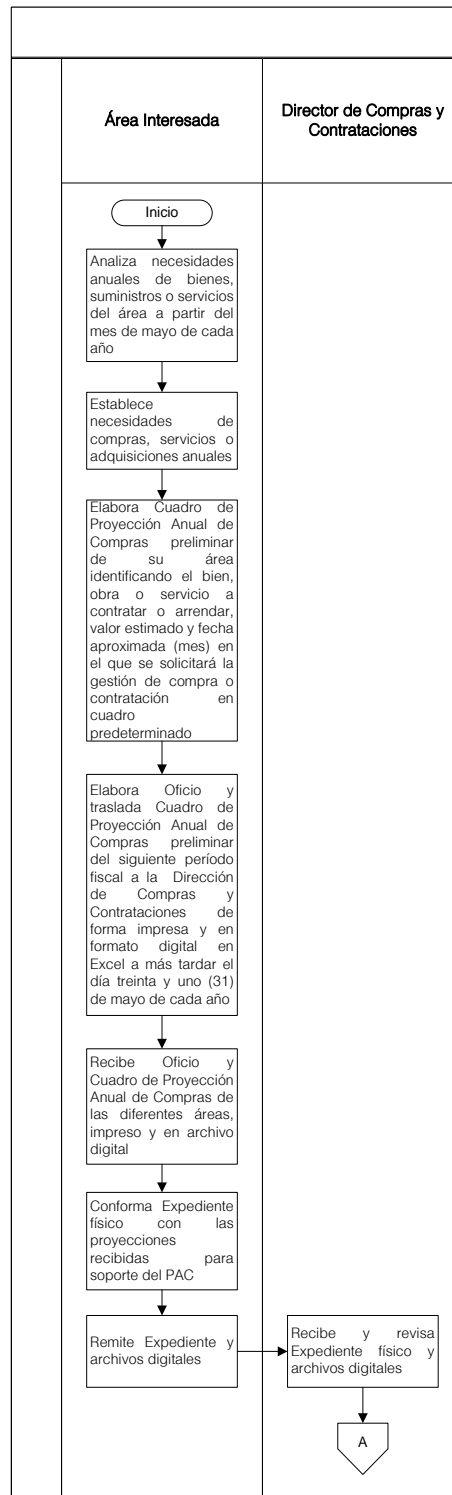 Área Interesada
Director de Compras y
Contrataciones
Inicio
Analiza necesidades
anuales de bienes,
suministros o servicios
del área a partir del
mes de mayo de cada
año
Establece
necesidades de
compras, servicios o
adquisiciones anuales
Elabora Cuadro de
Proyección Anual de
Compras preliminar
de su área
identificando el bien,
obra o servicio a
contratar o arrendar,
valor estimado y fecha
aproximada (mes) en
el que se solicitará la
gestión de compra o
contratación en
cuadro
predeterminado
Elabora Oficio y
traslada Cuadro de
Proyección Anual de
Compras preliminar
del siguiente período
fiscal a la Dirección
de Compras y
Contrataciones de
forma impresa y en
formato digital en
Excel a más tardar el
día treinta y uno (31)
de mayo de cada año
Recibe Oficio y
Cuadro de Proyección
Anual de Compras de
las diferentes áreas,
impreso y en archivo
digital
Conforma Expediente
físico con las
proyecciones
recibidas para
soporte del PAC
Remite Expediente y
archivos digitales
Recibe y revisa
Expediente físico y
archivos digitales
A